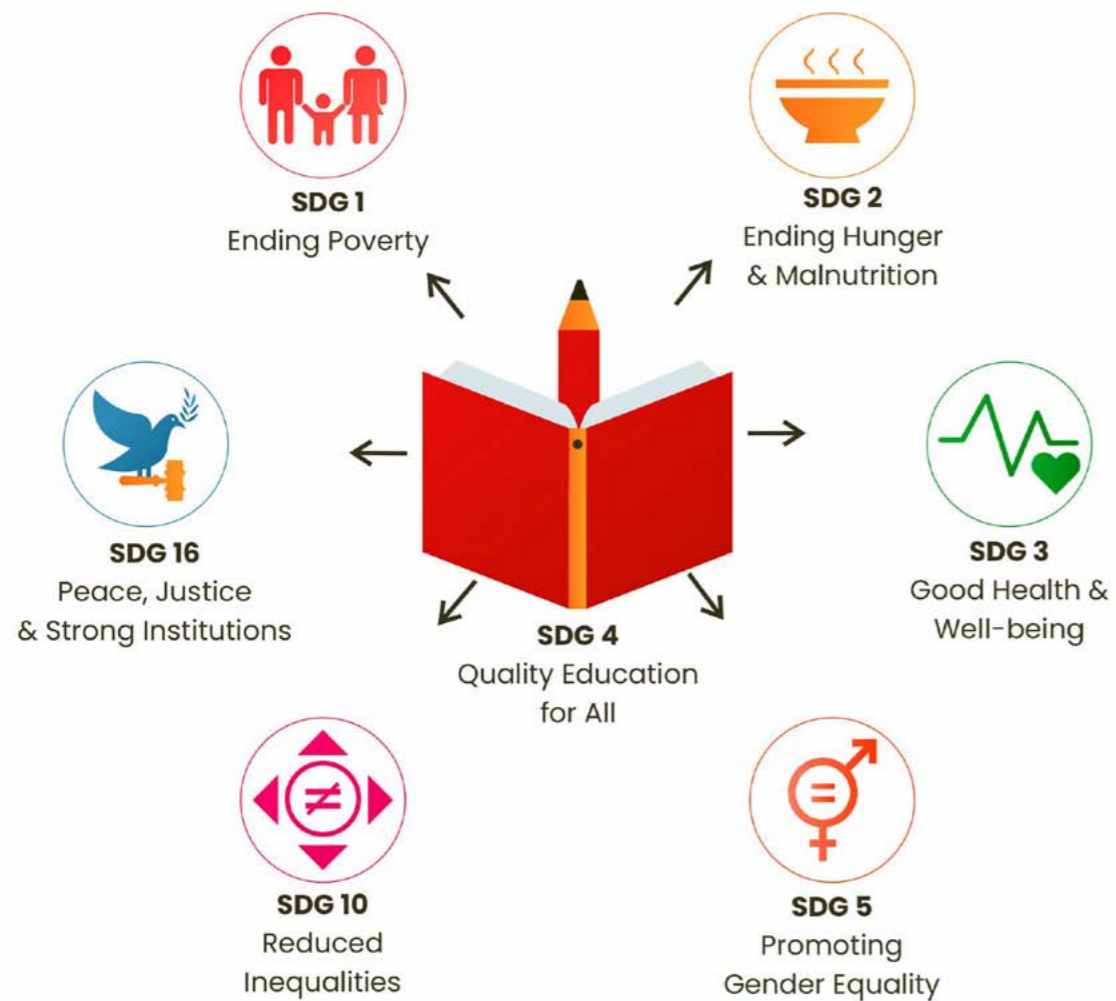 SDG 1
Ending Poverty
SDG 2
Ending Hunger
& Malnutrition
SDG 16
Peace, Justice
& Strong Institutions
SDG 3
Good Health &
Well-being
SDG 4
Quality Education
for All
SDG 10
Reduced
Inequalities
SDG 5
Promoting
Gender Equality